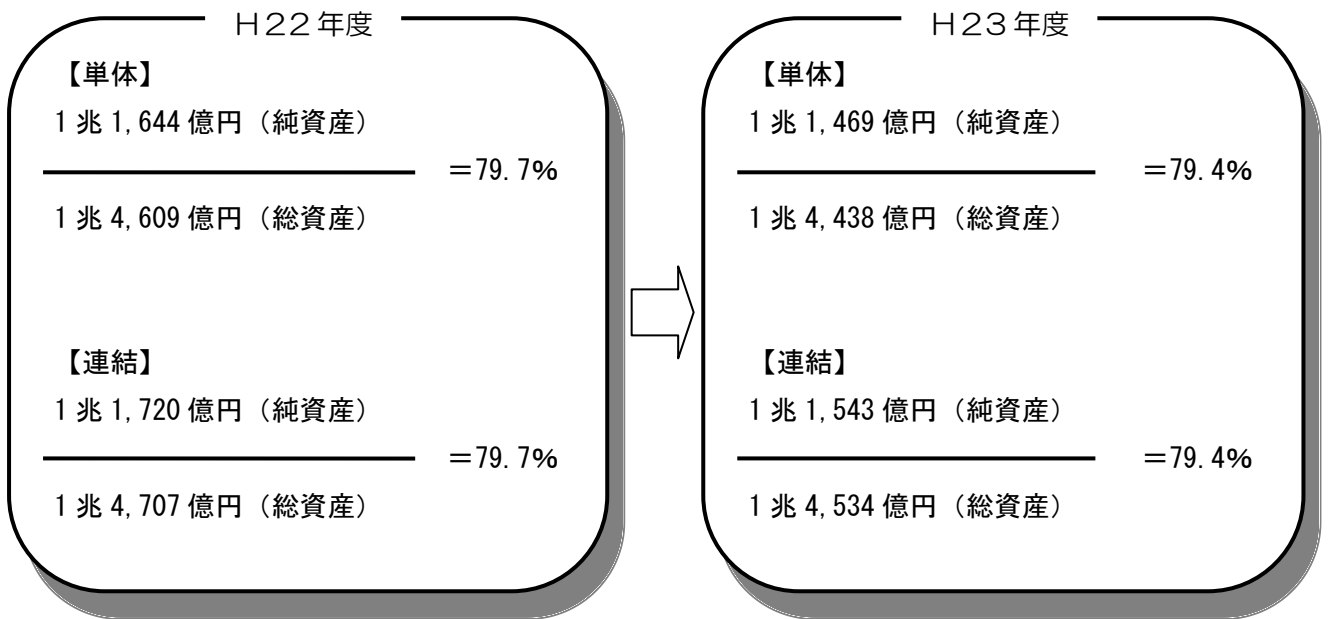 H22年度
【単体】
1兆1,644億円（純資産）
＝79.7%
1兆4,609億円（総資産）
【連結】
1兆1,720億円（純資産）
＝79.7%
1兆4,707億円（総資産）
H23年度
【単体】
1兆1,469億円（純資産）
＝79.4%
1兆4,438億円（総資産）
【連結】
1兆1,543億円（純資産）
＝79.4%
1兆4,534億円（総資産）